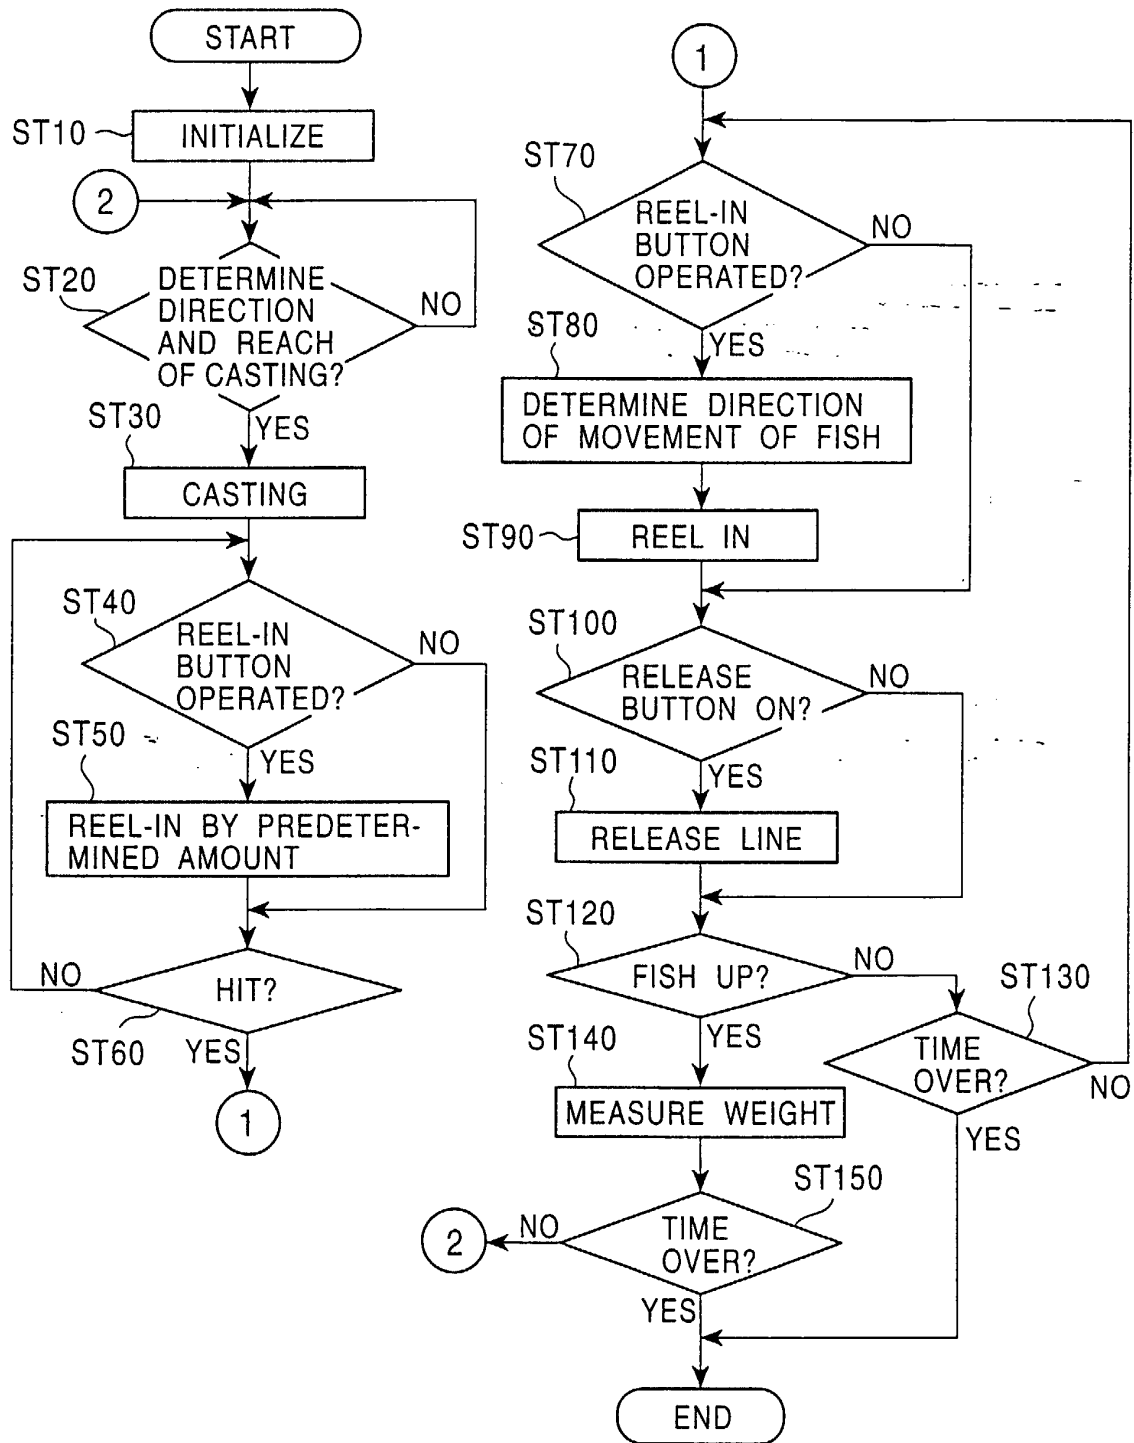 START
ST10
INITIALIZE
2
ST20
DETERMINE
DIRECTION
AND REACH
OF CASTING?
NO
YES
ST30
CASTING
ST40
REEL-IN
BUTTON
OPERATED?
NO
YES
ST50
REEL-IN BY PREDETER-
MINED AMOUNT
HIT?
NO
ST60
YES
1
1
ST70
REEL-IN
BUTTON
OPERATED?
NO
YES
ST80
DETERMINE DIRECTION
OF MOVEMENT OF FISH
ST90
REEL IN
ST100
RELEASE
BUTTON ON?
NO
YES
ST110
RELEASE LINE
ST120
FISH UP?
NO
YES
ST130
TIME
OVER?
NO
YES
ST140
MEASURE WEIGHT
ST150
TIME
OVER?
NO
2
YES
END